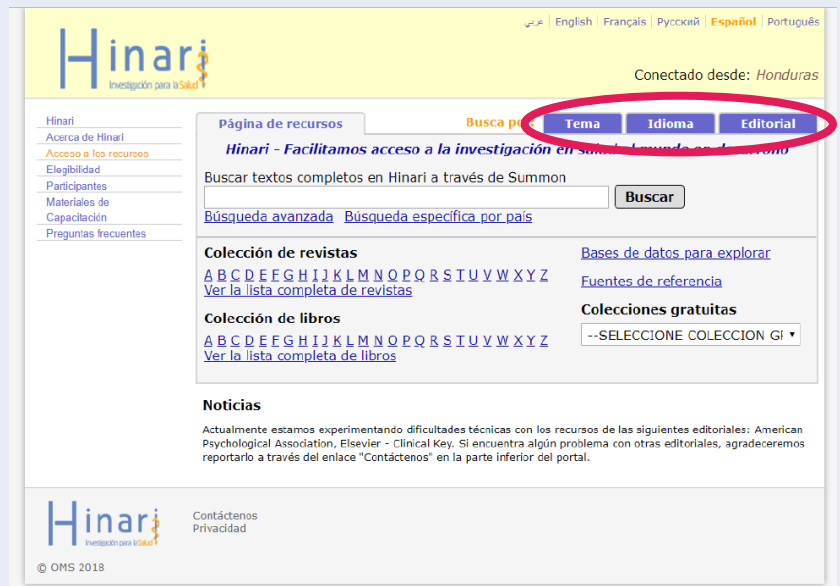 عربي English Français Русский Español Português
Hinari
Investigación para la Salud
Conectado desde: Honduras
Hinari
Acerca de Hinari
Acceso a los recursos
Elegibilidad
Participantes
Materiales de
Capacitación
Preguntas frecuentes
Página de recursos
Busca por: Tema Idioma Editorial
Hinari - Facilitamos acceso a la investigación en salud al mundo en desarrollo
Buscar textos completos en Hinari a través de Summon
Buscar
Búsqueda avanzada Búsqueda específica por país
Colección de revistas
A B C D E F G H I J K L M N O P Q R S T U V W X Y Z
Ver la lista completa de revistas
Colección de libros
A B C D E F G H I J K L M N O P Q R S T U V W X Y Z
Ver la lista completa de libros
Bases de datos para explorar
Fuentes de referencia
Colecciones gratuitas
--SELECCIONE COLECCION GI
Noticias
Actualmente estamos experimentando dificultades técnicas con los recursos de las siguientes editoriales: American
Psychological Association, Elsevier - Clinical Key. Si encuentra algún problema con otras editoriales, agradeceremos
reportarlo a través del enlace "Contáctenos" en la parte inferior del portal.
Hinari
Investigación para la Salud
Contáctenos
Privacidad
© OMS 2018